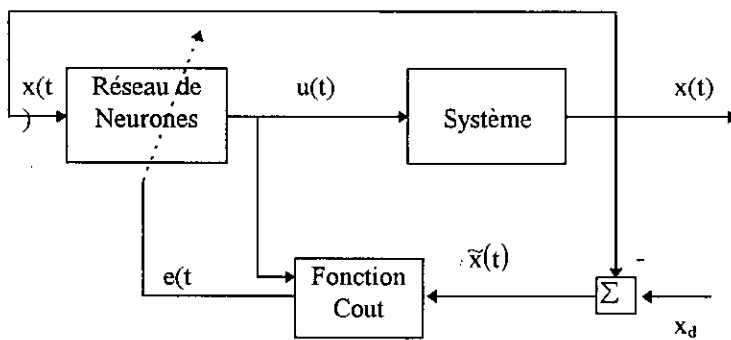 x(t
)
Réseau de
Neurones
u(t)
Système
x(t)
e(t
Fonction
Cout
x̃(t)
-
Σ
x_d